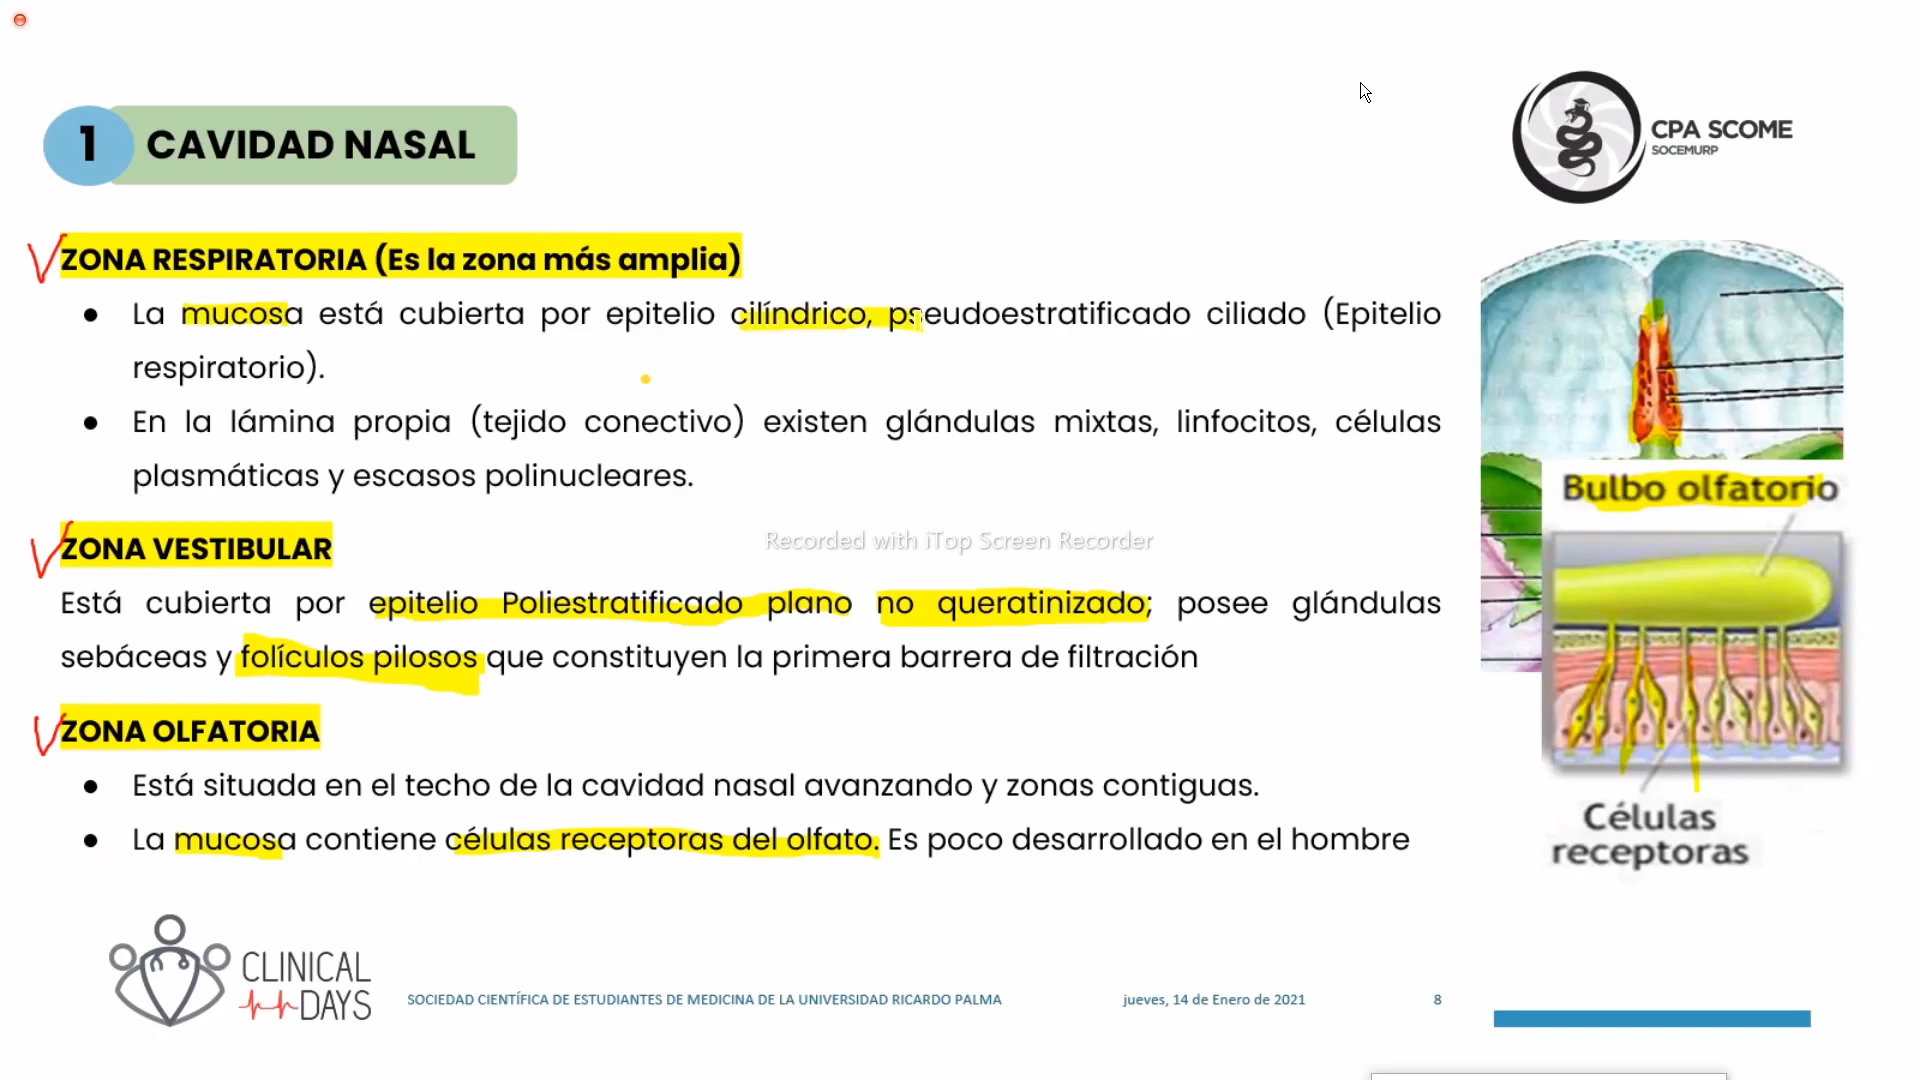 1 CAVIDAD NASAL
CPA SCOME
SOCEMURP
ZONA RESPIRATORIA (Es la zona más amplia)
● La mucosa está cubierta por epitelio cilíndrico, pseudoestratificado ciliado (Epitelio
respiratorio).
● En la lámina propia (tejido conectivo) existen glándulas mixtas, linfocitos, células
plasmáticas y escasos polinucleares.
ZONA VESTIBULAR
Está cubierta por epitelio Poliestratificado plano no queratinizado; posee glándulas
sebáceas y folículos pilosos que constituyen la primera barrera de filtración
ZONA OLFATORIA
● Está situada en el techo de la cavidad nasal avanzando y zonas contiguas.
● La mucosa contiene células receptoras del olfato. Es poco desarrollado en el hombre
Bulbo olfatorio
Células
receptoras
Recorded with iTop Screen Recorder
CLINICAL
DAYS
SOCIEDAD CIENTÍFICA DE ESTUDIANTES DE MEDICINA DE LA UNIVERSIDAD RICARDO PALMA
jueves, 14 de Enero de 2021
8